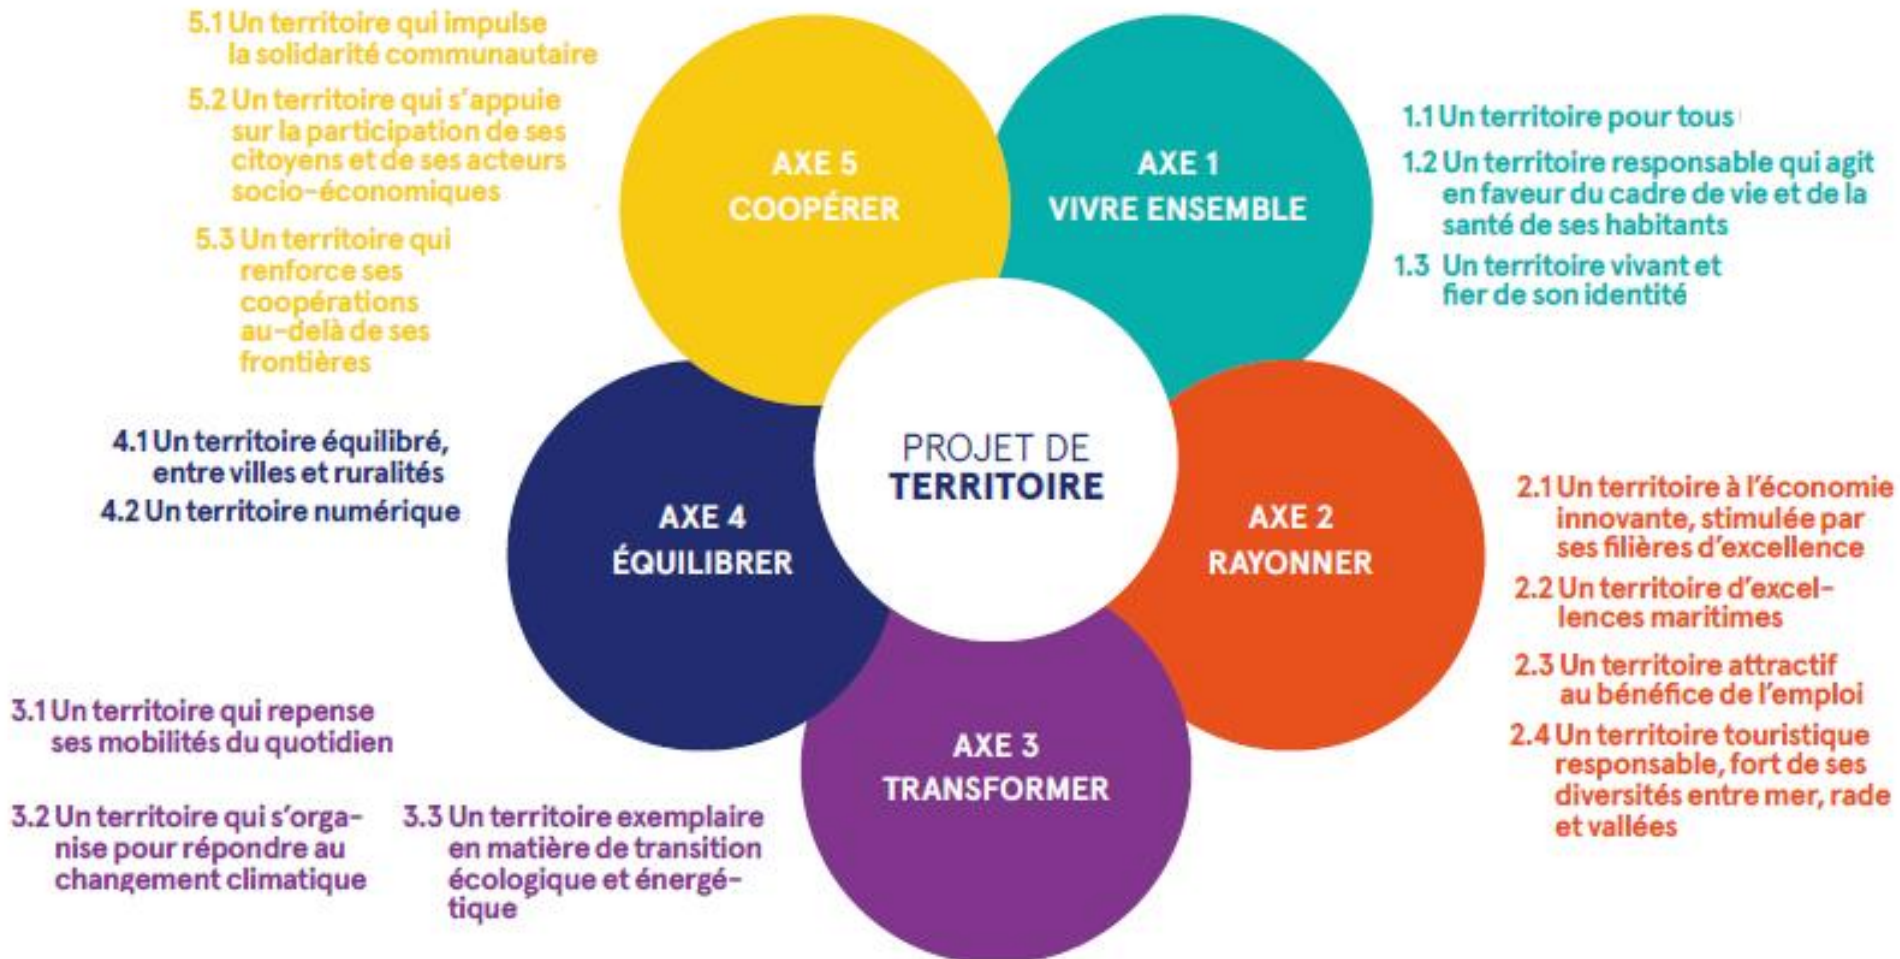 5.1 Un territoire qui impulse
la solidarité communautaire
5.2 Un territoire qui s'appuie
sur la participation de ses
citoyens et de ses acteurs
socio-économiques
5.3 Un territoire qui
renforce ses
coopérations
au-delà de ses
frontières
AXE 5
COOPÉRER
AXE 1
VIVRE ENSEMBLE
1.1 Un territoire pour tous
1.2 Un territoire responsable qui agit
en faveur du cadre de vie et de la
santé de ses habitants
1.3 Un territoire vivant et
fier de son identité
4.1 Un territoire équilibré,
entre villes et ruralités
4.2 Un territoire numérique
AXE 4
ÉQUILIBRER
PROJET DE
TERRITOIRE
AXE 2
RAYONNER
2.1 Un territoire à l'économie
innovante, stimulée par
ses filières d'excellence
2.2 Un territoire d'excel-
lences maritimes
2.3 Un territoire attractif
au bénéfice de l'emploi
2.4 Un territoire touristique
responsable, fort de ses
diversités entre mer, rade
et vallées
3.1 Un territoire qui repense
ses mobilités du quotidien
3.2 Un territoire qui s'orga-
nise pour répondre au
changement climatique
3.3 Un territoire exemplaire
en matière de transition
écologique et énergé-
tique
AXE 3
TRANSFORMER